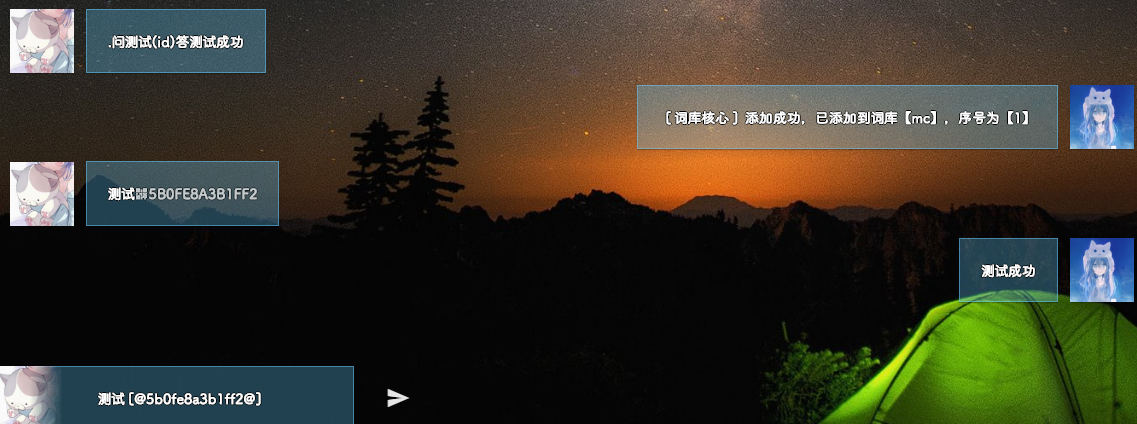 .问测试(id)答测试成功
[ 词库核心 ] 添加成功，已添加到词库【mc】，序号为【1】
测试5B0FE8A3B1FF2
测试成功
测试 [@5b0fe8a3b1ff2@]